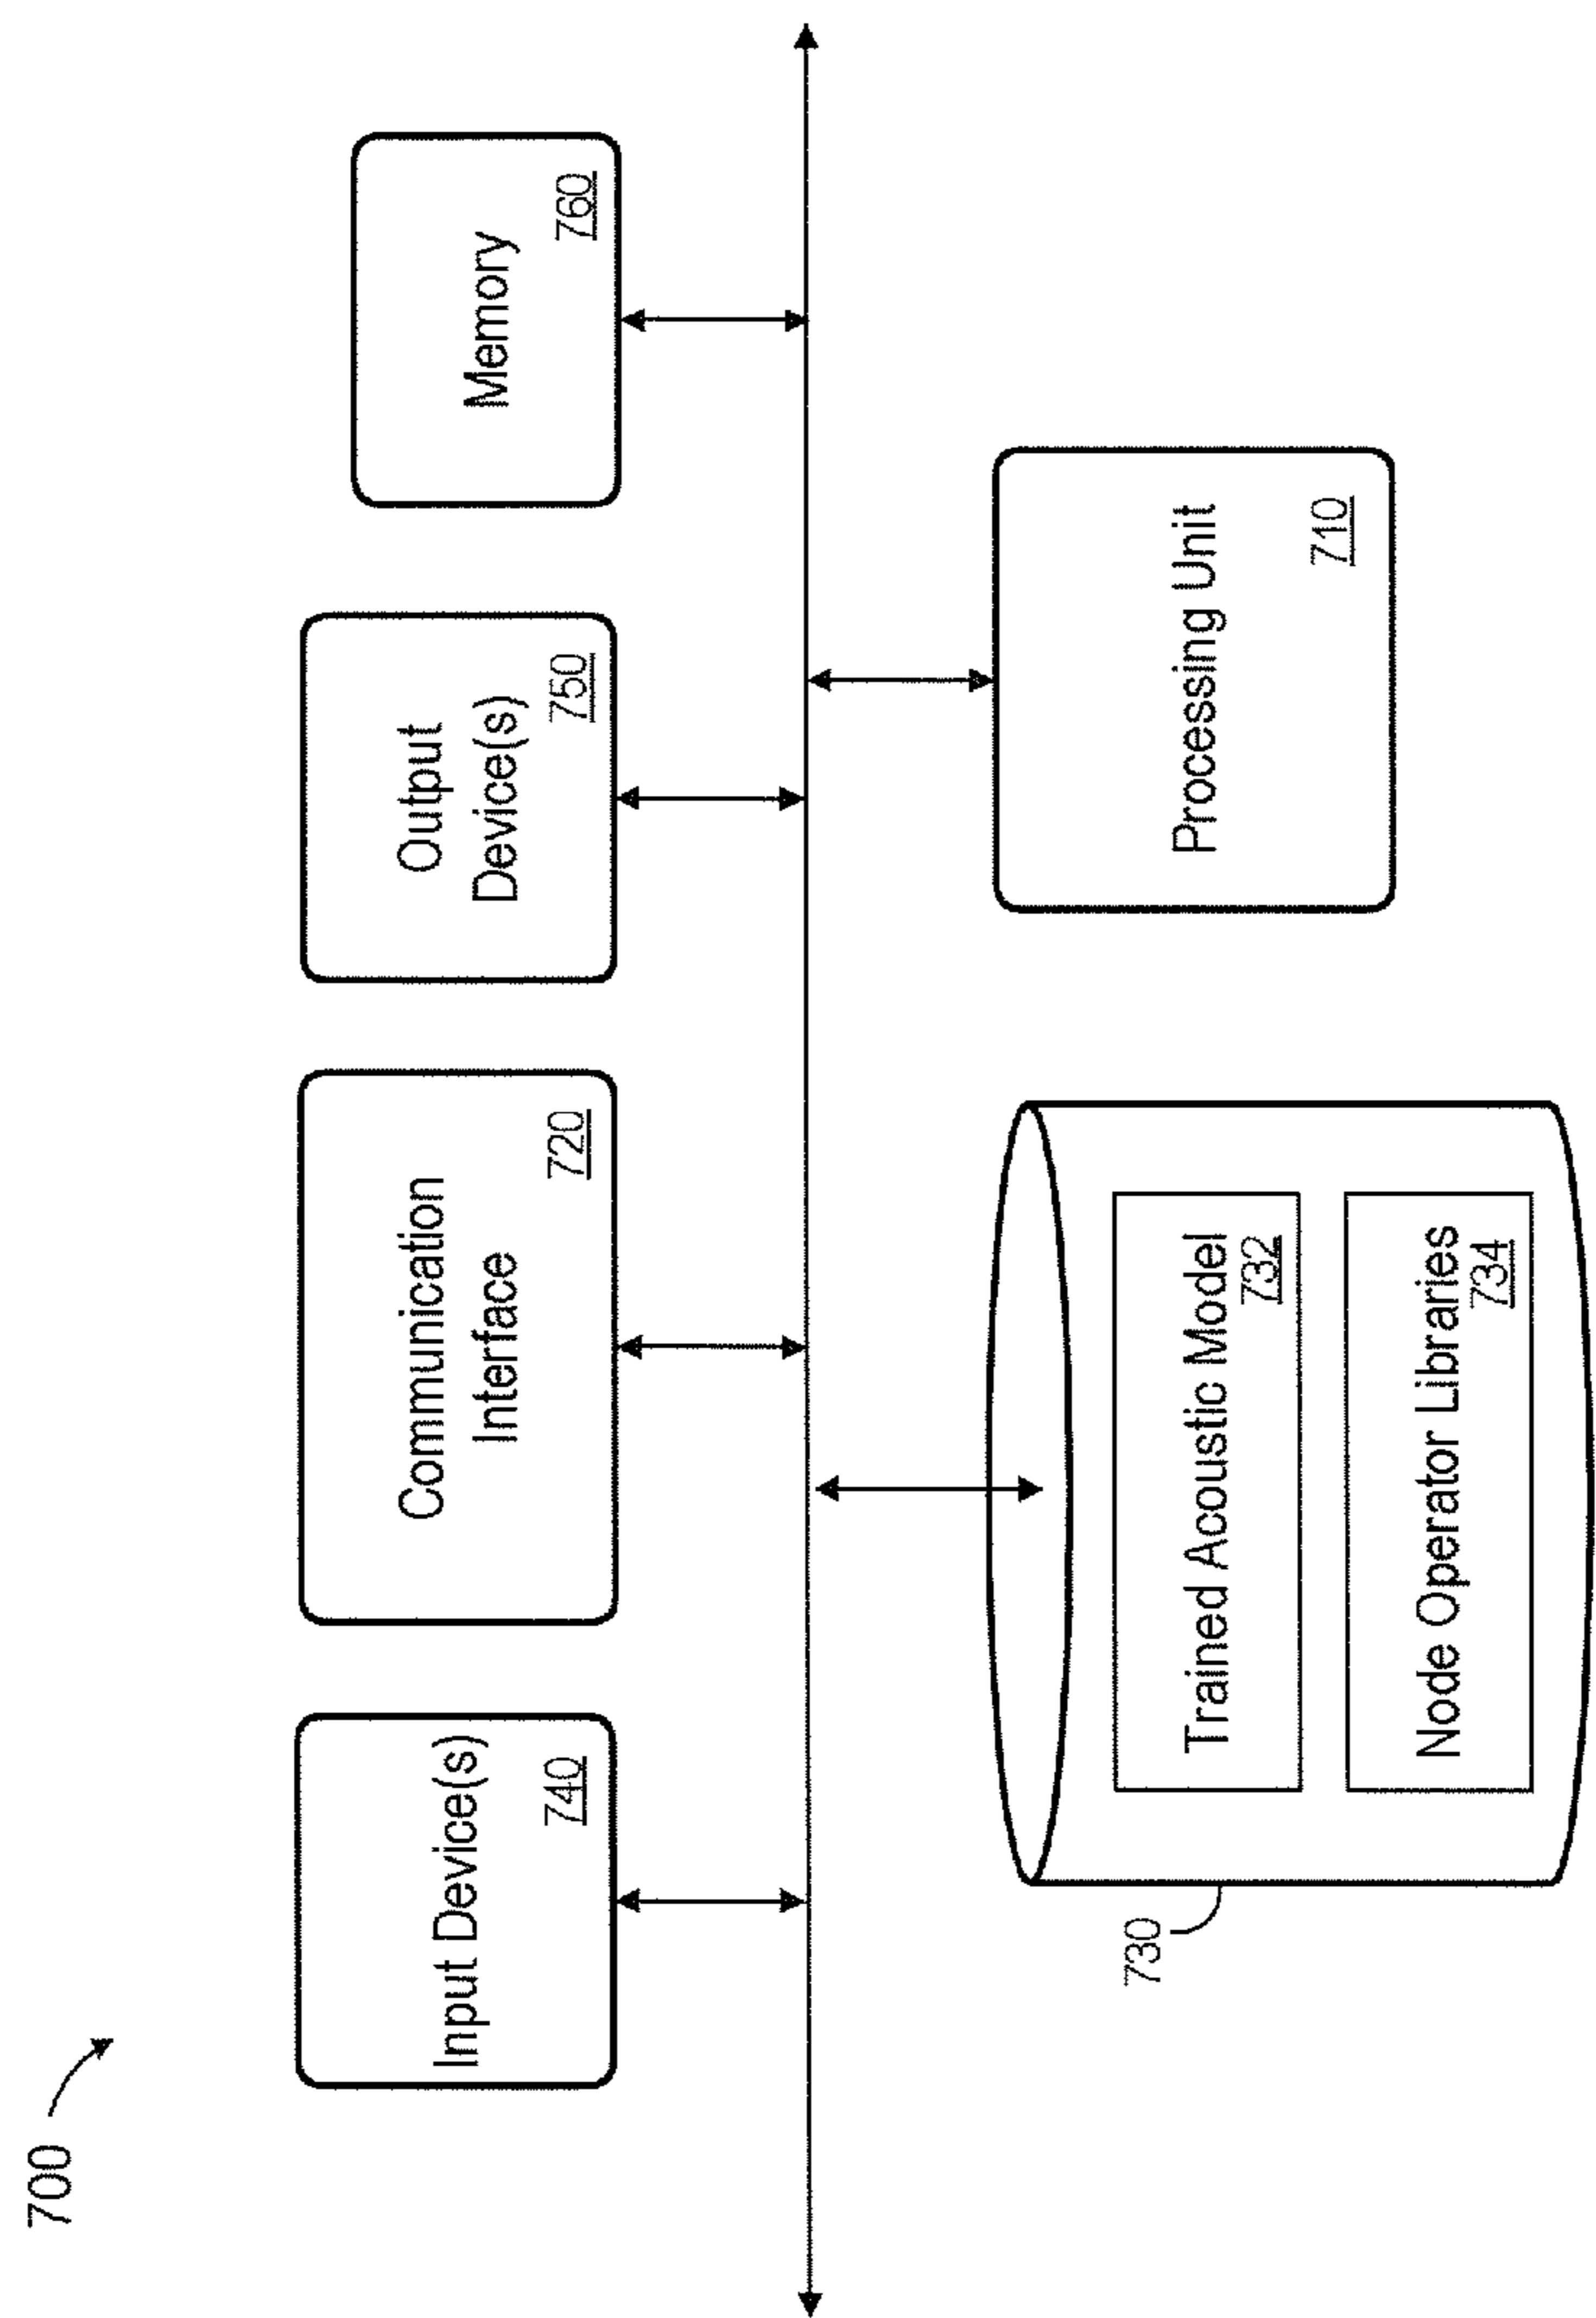 700
Input Device(s)
740
Communication
Interface
720
Output
Device(s)
750
Memory
760
730
Trained Acoustic Model
732
Node Operator Libraries
734
Processing Unit
710